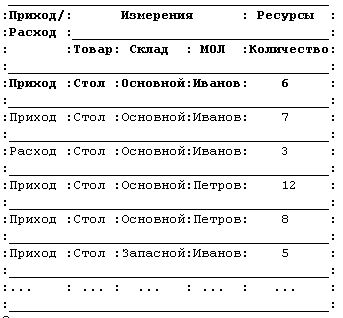 :Приход/: Измерения : Ресурсы :
:Расход :
: :Товар: Склад : МОЛ :Количество:
:Приход :Стол :Основной:Иванов: 6 :
:Приход :Стол :Основной:Иванов: 7 :
:Расход :Стол :Основной:Иванов: 3 :
:Приход :Стол :Основной:Петров: 12 :
:Приход :Стол :Основной:Петров: 8 :
:Приход :Стол :Запасной:Иванов: 5 :
:... : ... : ... : ... : ... :